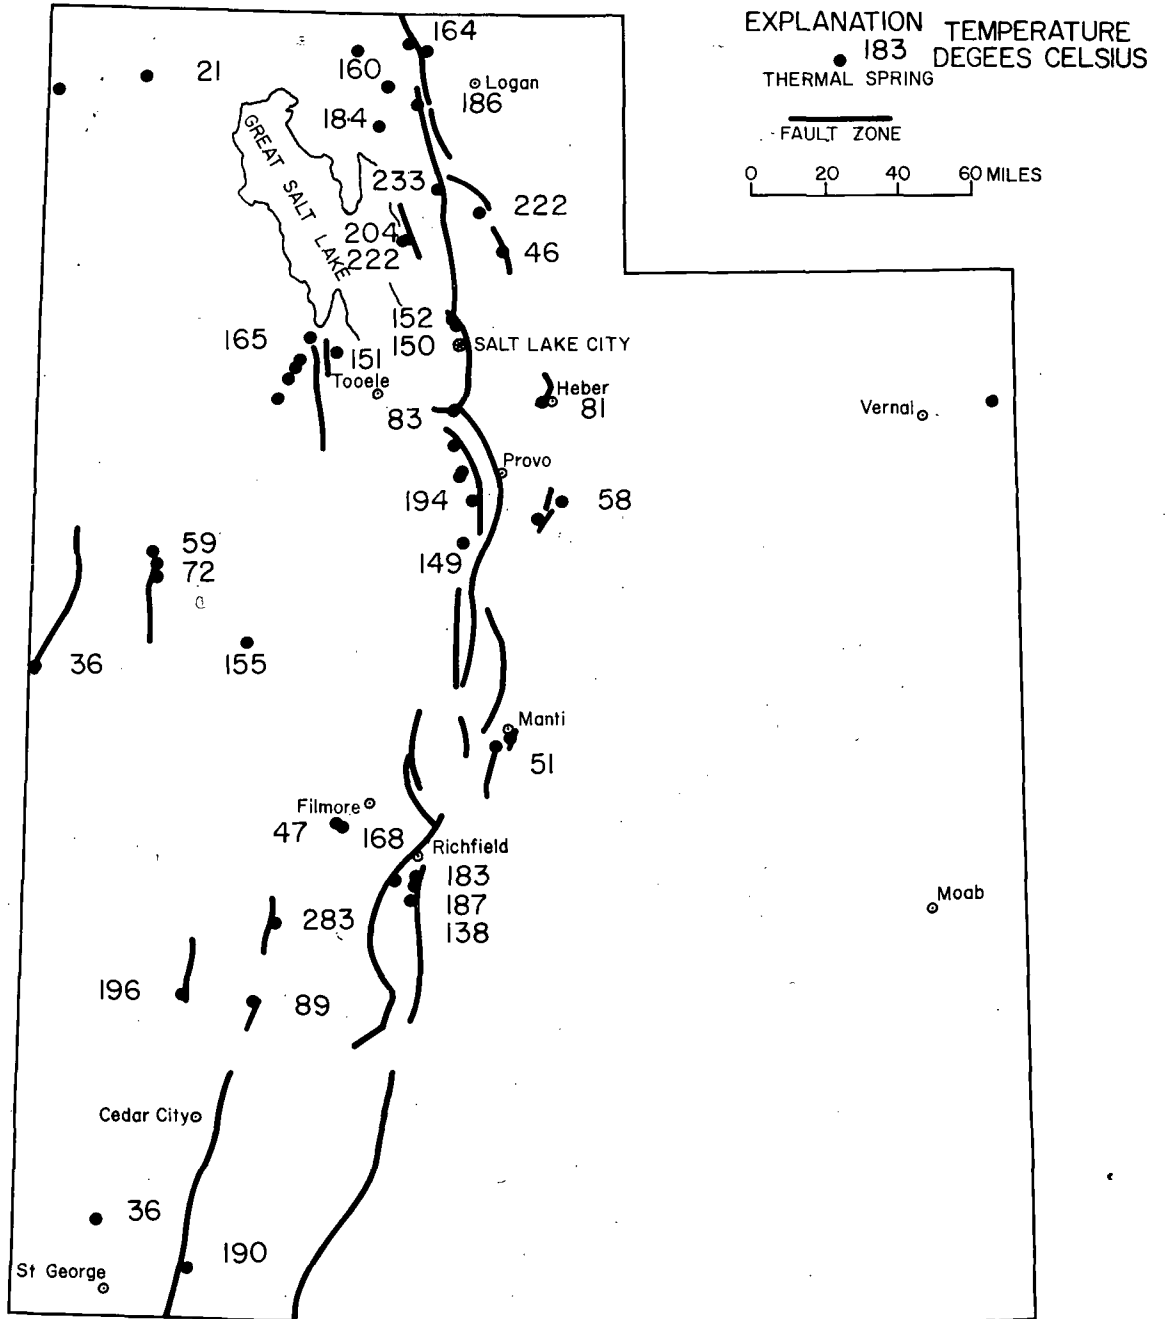 EXPLANATION TEMPERATURE
183 DEGEES CELSIUS
THERMAL SPRING
FAULT ZONE
0 20 40 60 MILES
164
21
160
Logan
186
184
GREAT SALT LAKE
233
222
204
222
46
152
165
150 SALT LAKE CITY
151
Tooele
Heber
81
83
Vernal
Provo
194
58
59
149
72
36
155
Manti
51
Filmore
47
168
Richfield
183
187
138
283
Moab
196
89
Cedar City
36
190
St George